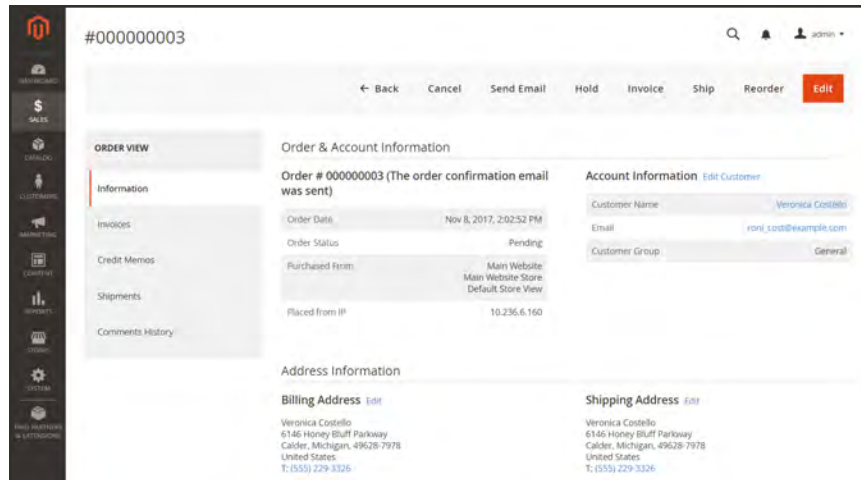 #000000003
admin
DASHBOARD
SALES
CATALOG
CUSTOMERS
MARKETING
CONTENT
REPORTS
STORES
SYSTEM
FIND PARTNERS
& EXTENSIONS
← Back Cancel Send Email Hold Invoice Ship Reorder Edit
ORDER VIEW
Information
Invoices
Credit Memos
Shipments
Comments History
Order & Account Information
Order # 000000003 (The order confirmation email
was sent)
Order Date Nov 8, 2017, 2:02:52 PM
Order Status Pending
Purchased From Main Website
Main Website Store
Default Store View
Placed from IP 10.236.6.160
Account Information Edit Customer
Customer Name Veronica Costello
Email roni_cost@example.com
Customer Group General
Address Information
Billing Address Edit
Veronica Costello
6146 Honey Bluff Parkway
Calder, Michigan, 49628-7978
United States
T: (555) 229-3326
Shipping Address Edit
Veronica Costello
6146 Honey Bluff Parkway
Calder, Michigan, 49628-7978
United States
T: (555) 229-3326